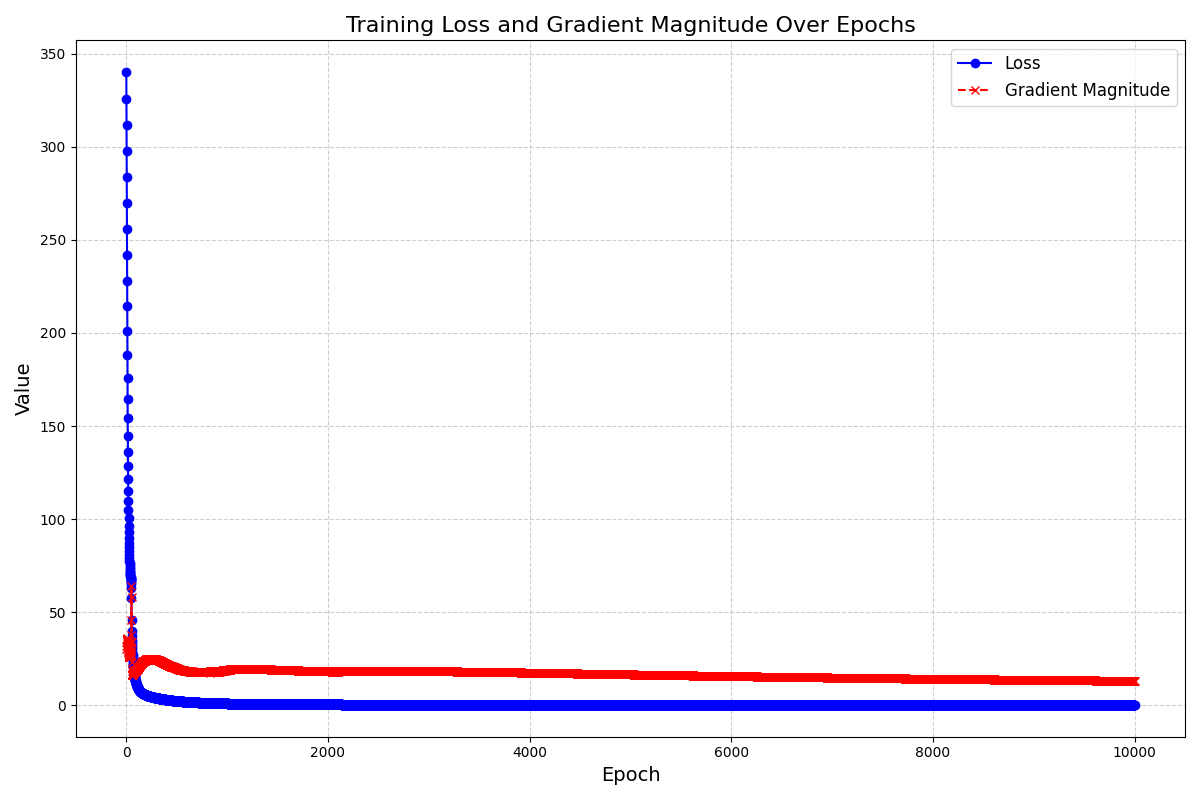 Training Loss and Gradient Magnitude Over Epochs
Loss
Gradient Magnitude
350
300
250
200
150
100
50
0
Value
0 2000 4000 6000 8000 10000
Epoch